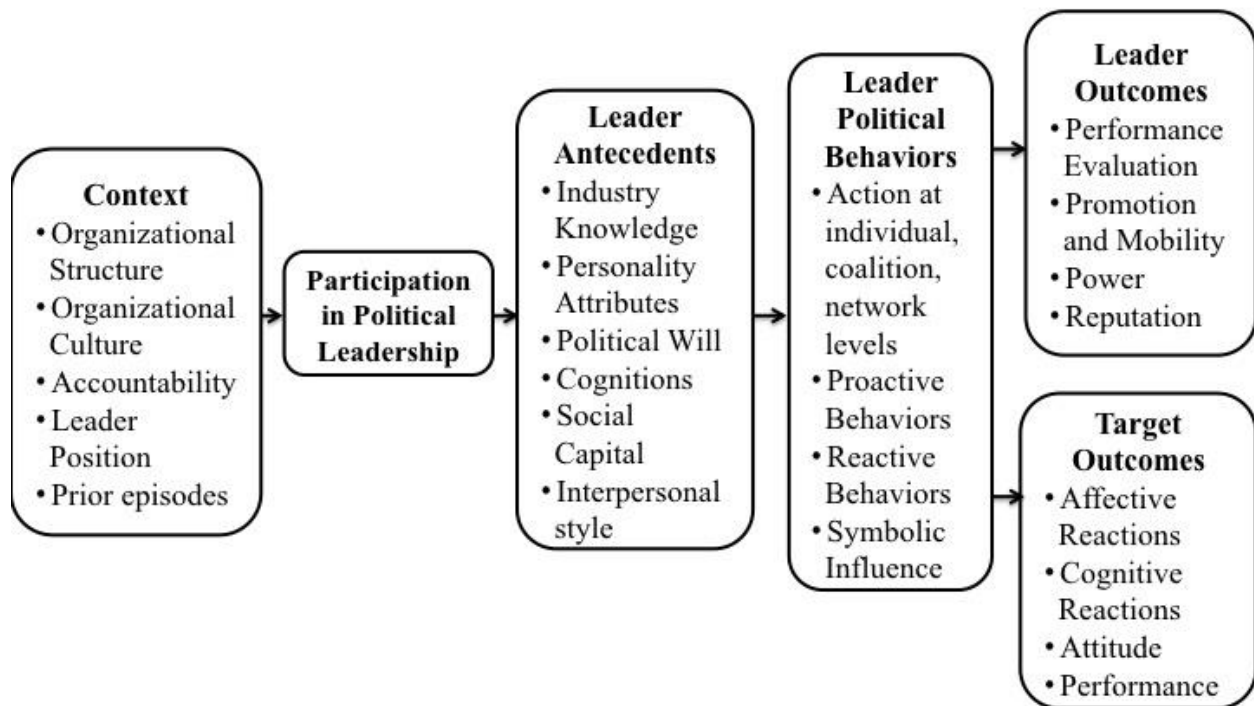 Context
• Organizational
Structure
• Organizational
Culture
• Accountability
• Leader
Position
• Prior episodes
Participation
in Political
Leadership
Leader
Antecedents
• Industry
Knowledge
• Personality
Attributes
• Political Will
• Cognitions
• Social
Capital
• Interpersonal
style
Leader
Political
Behaviors
• Action at
individual,
coalition,
network
levels
• Proactive
Behaviors
• Reactive
Behaviors
• Symbolic
Influence
Leader
Outcomes
• Performance
Evaluation
• Promotion
and Mobility
• Power
• Reputation
Target
Outcomes
• Affective
Reactions
• Cognitive
Reactions
• Attitude
• Performance